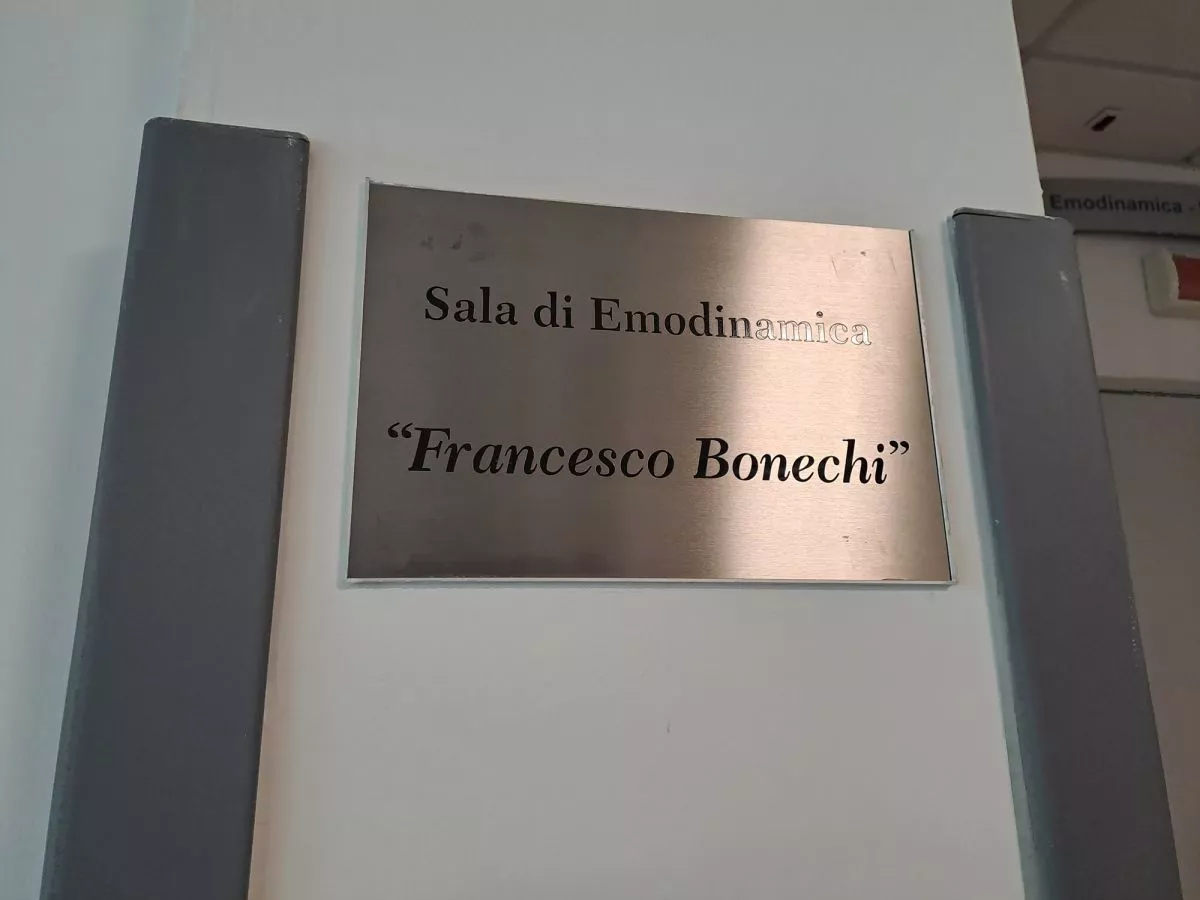 Sala di Emodinamica
“Francesco Bonechi”
Emodinamica -